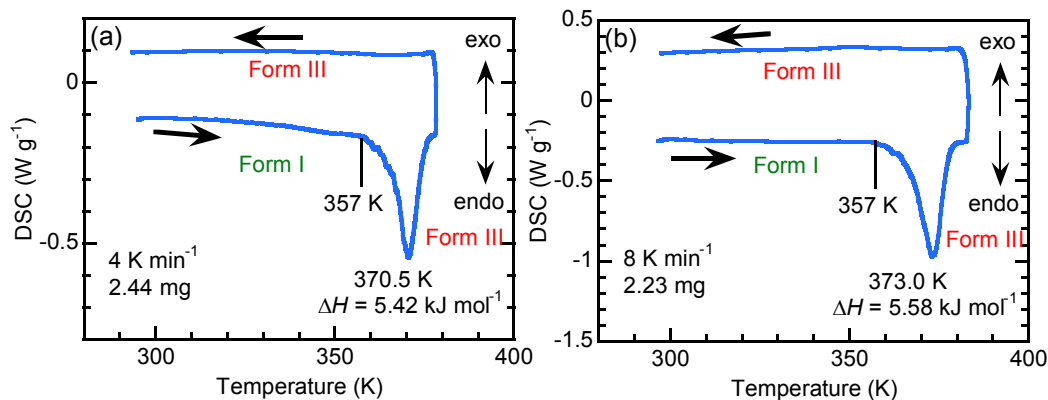 (a)
exo
Form III
0
Form I
357 K
endo
-0.5
Form III
4 K min⁻¹
2.44 mg
370.5 K
ΔH = 5.42 kJ mol⁻¹
300
350
400
Temperature (K)
DSC (W g⁻¹)
0.5
(b)
exo
Form III
0
Form I
357 K
endo
-0.5
Form III
8 K min⁻¹
2.23 mg
-1
373.0 K
ΔH = 5.58 kJ mol⁻¹
-1.5
300
350
400
Temperature (K)
DSC (W g⁻¹)